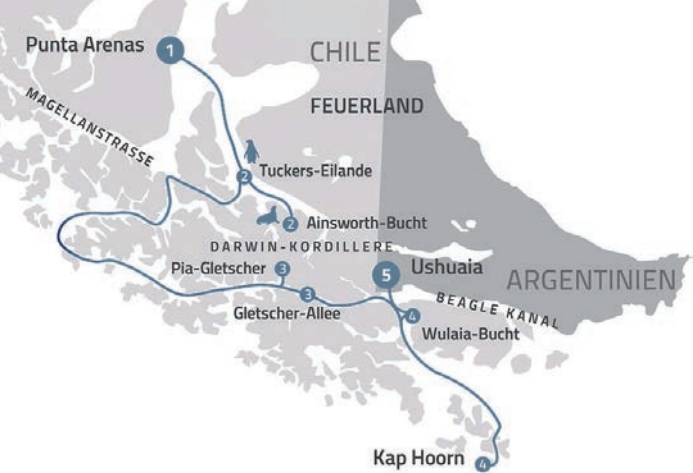 Punta Arenas
1
CHILE
MAGELLANSTRASSE
FEUERLAND
2
Tuckers-Eilande
2
Ainsworth-Bucht
DARWIN-KORDILLERE
Pia-Gletscher
3
5
Ushuaia
ARGENTINIEN
3
Gletscher-Allee
BEAGLE KANAL
4
Wulaia-Bucht
Kap Hoorn
4